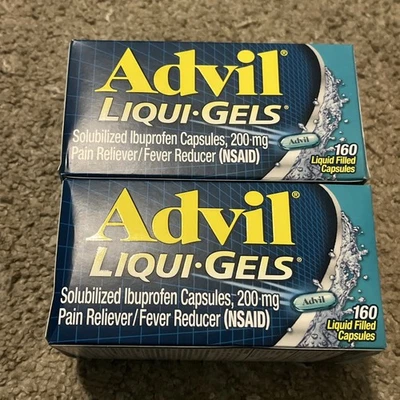 Advil®
LIQUI·GELS®
Solubilized Ibuprofen Capsules, 200 mg
Pain Reliever/Fever Reducer (NSAID)
Advil
160
Liquid Filled
Capsules
Advil®
LIQUI·GELS®
Solubilized Ibuprofen Capsules, 200 mg
Pain Reliever/Fever Reducer (NSAID)
Advil
160
Liquid Filled
Capsules